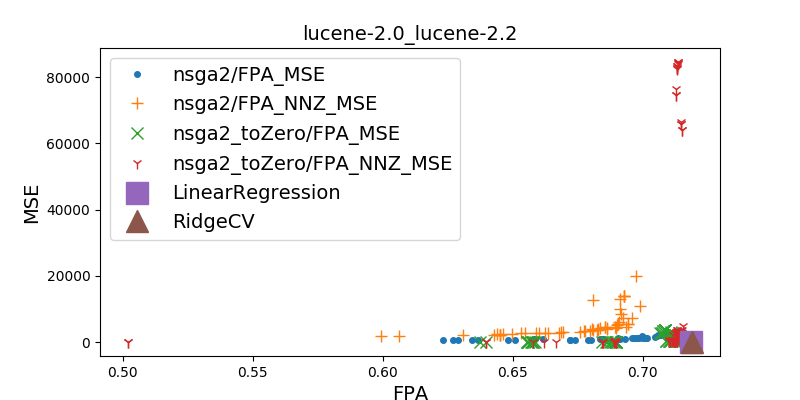 lucene-2.0_lucene-2.2
80000
60000
40000
20000
0
MSE
nsga2/FPA_MSE
nsga2/FPA_NNZ_MSE
nsga2_toZero/FPA_MSE
nsga2_toZero/FPA_NNZ_MSE
LinearRegression
RidgeCV
0.50 0.55 0.60 0.65 0.70
FPA